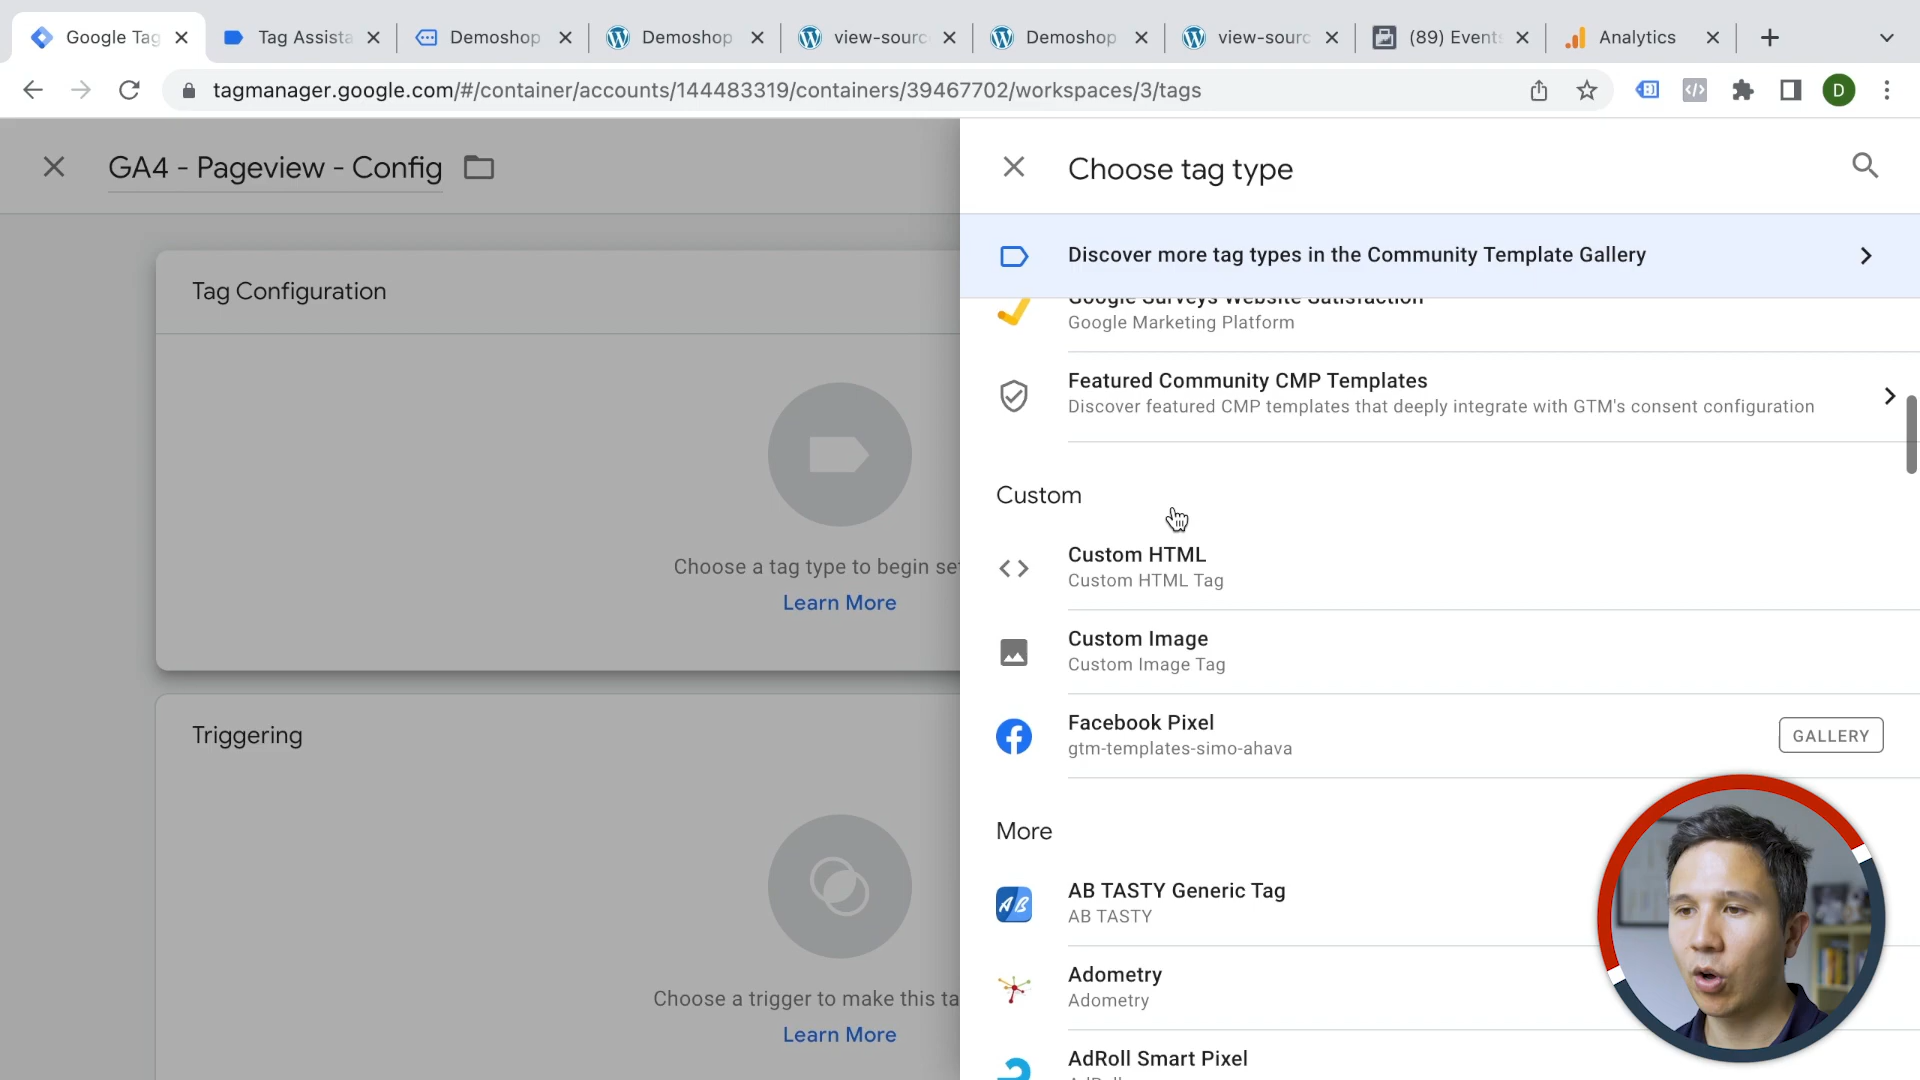 Google Tag
Tag Assista
Demoshop
Demoshop
view-sourc
Demoshop
view-sourc
(89) Events
Analytics
tagmanager.google.com/#/container/accounts/144483319/containers/39467702/workspaces/3/tags
D
GA4 - Pageview - Config
Choose tag type
Discover more tag types in the Community Template Gallery
Tag Configuration
Google Surveys Website Satisfaction
Google Marketing Platform
Featured Community CMP Templates
Discover featured CMP templates that deeply integrate with GTM's consent configuration
Custom
Choose a tag type to begin se
Learn More
Custom HTML
Custom HTML Tag
Custom Image
Custom Image Tag
Triggering
Facebook Pixel
gtm-templates-simo-ahava
GALLERY
More
AB TASTY Generic Tag
AB TASTY
Adometry
Adometry
Choose a trigger to make this ta
Learn More
AdRoll Smart Pixel